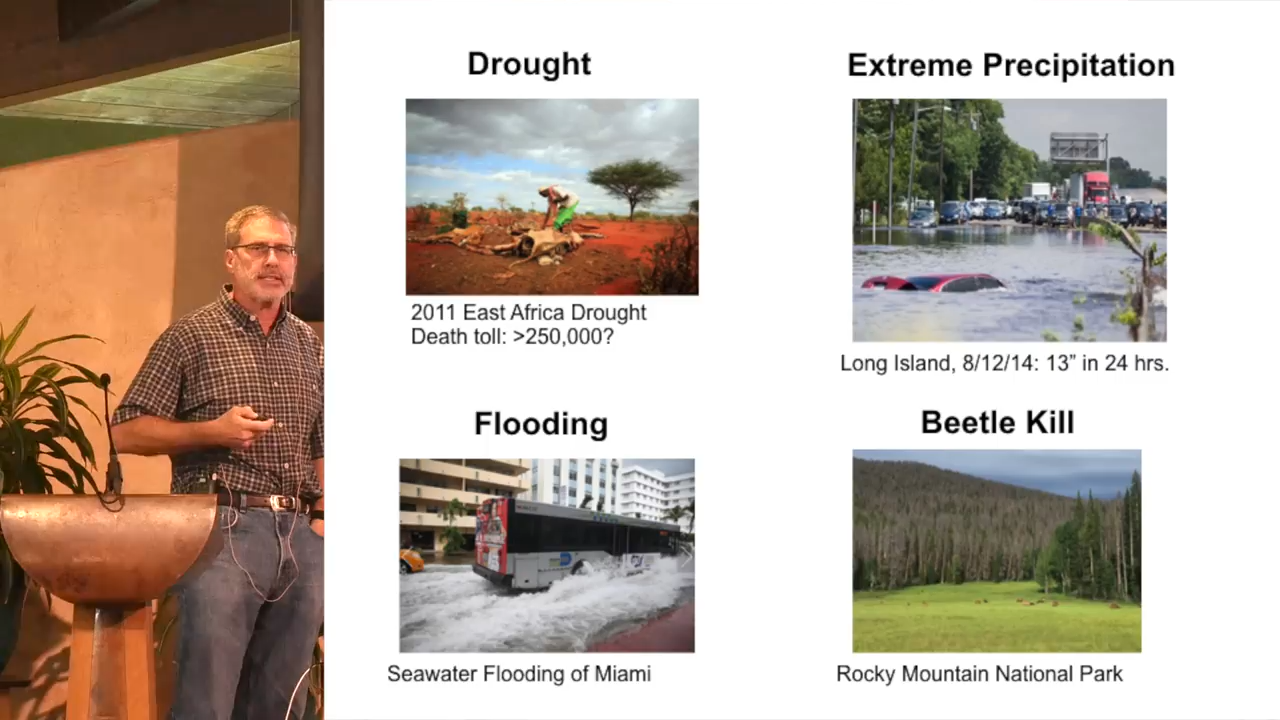 Drought
2011 East Africa Drought
Death toll: >250,000?
Extreme Precipitation
Long Island, 8/12/14: 13” in 24 hrs.
Flooding
Seawater Flooding of Miami
Beetle Kill
Rocky Mountain National Park